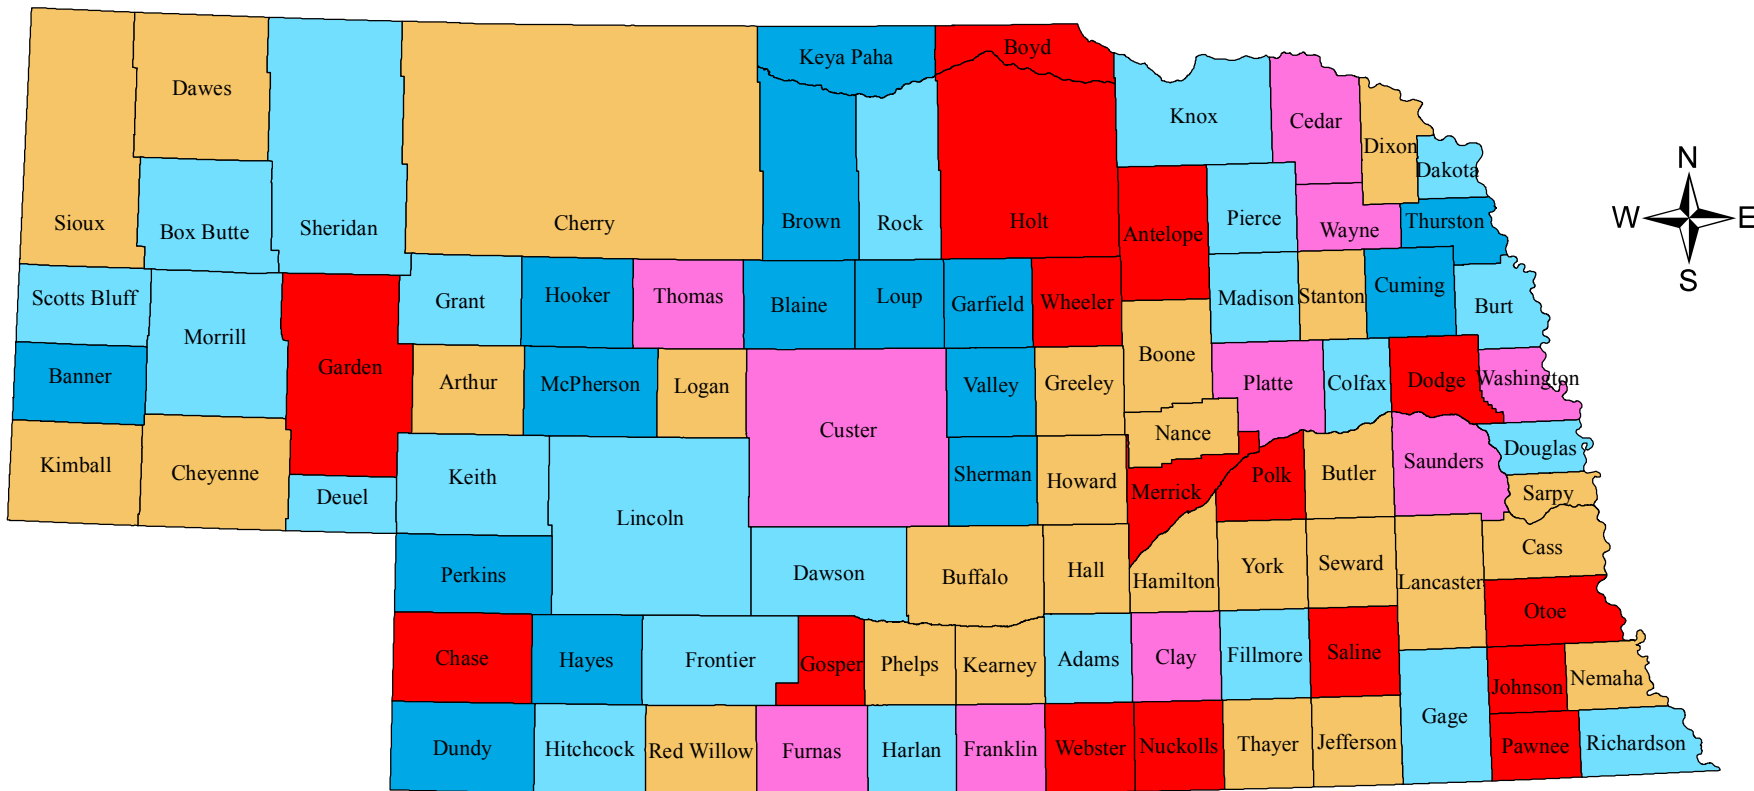 Boyd
Keya Paha
Dawes
Knox
Cedar
Dixon
Dakota
N
W
E
S
Sioux
Box Butte
Sheridan
Cherry
Brown
Rock
Holt
Antelope
Pierce
Wayne
Thurston
Scotts Bluff
Morrill
Grant
Hooker
Thomas
Blaine
Loup
Garfield
Wheeler
Madison
Stanton
Cuming
Burt
Banner
Garden
Arthur
McPherson
Logan
Custer
Valley
Greeley
Boone
Platte
Colfax
Dodge
Washington
Kimball
Cheyenne
Deuel
Keith
Lincoln
Sherman
Howard
Nance
Merrick
Polk
Butler
Saunders
Douglas
Sarpy
Perkins
Dawson
Buffalo
Hall
Hamilton
York
Seward
Lancaster
Cass
Otoe
Chase
Hayes
Frontier
Gosper
Phelps
Kearney
Adams
Clay
Fillmore
Saline
Johnson
Nemaha
Dundy
Hitchcock
Red Willow
Furnas
Harlan
Franklin
Webster
Nuckolls
Thayer
Jefferson
Gage
Pawnee
Richardson